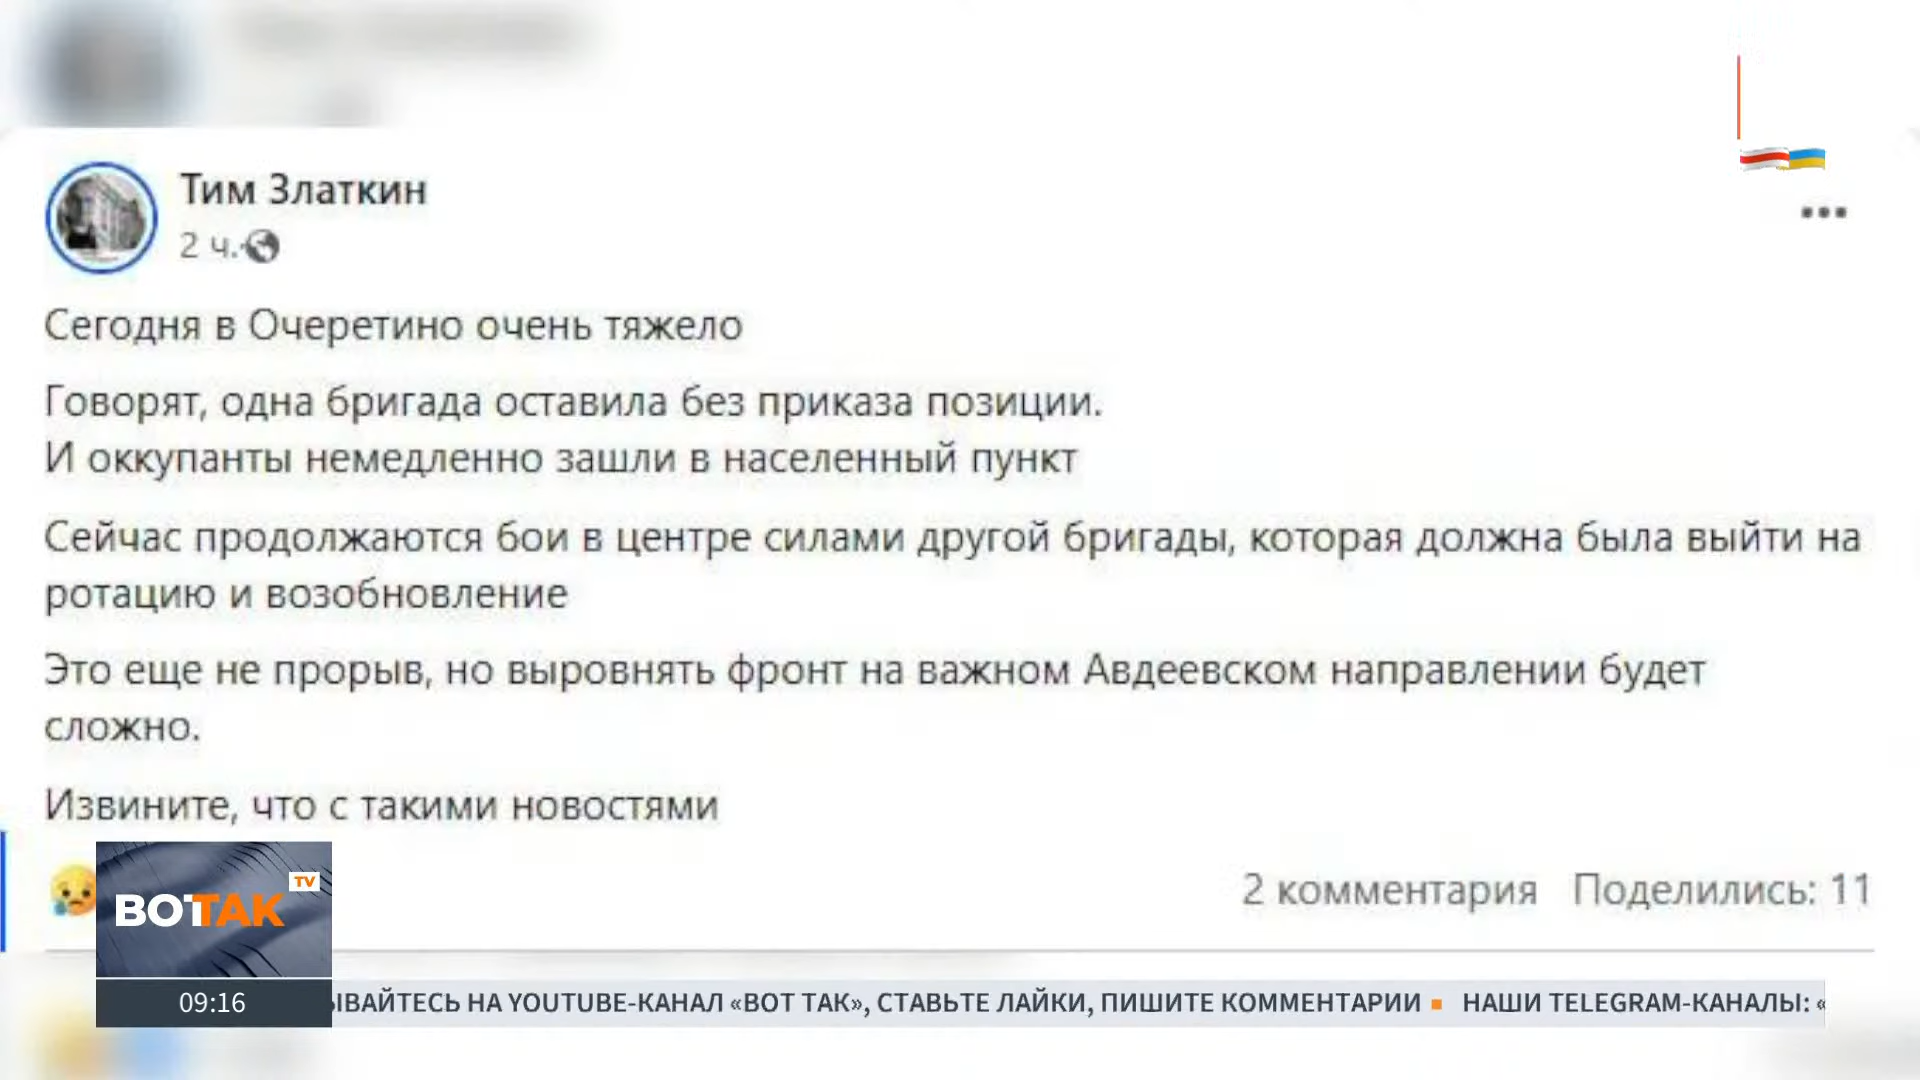 Тим Златкин
2 ч.
Сегодня в Очеретино очень тяжело
Говорят, одна бригада оставила без приказа позиции.
И оккупанты немедленно зашли в населенный пункт
Сейчас продолжаются бои в центре силами другой бригады, которая должна была выйти на
ротацию и возобновление
Это еще не прорыв, но выровнять фронт на важном Авдеевском направлении будет
сложно.
Извините, что с такими новостями
2 комментария Поделились: 11
ВОТ ТАК TV
09:16
ЫВАЙТЕСЬ НА YOUTUBE-КАНАЛ «ВОТ ТАК», СТАВЬТЕ ЛАЙКИ, ПИШИТЕ КОММЕНТАРИИ ▪ НАШИ TELEGRAM-КАНАЛЫ: «